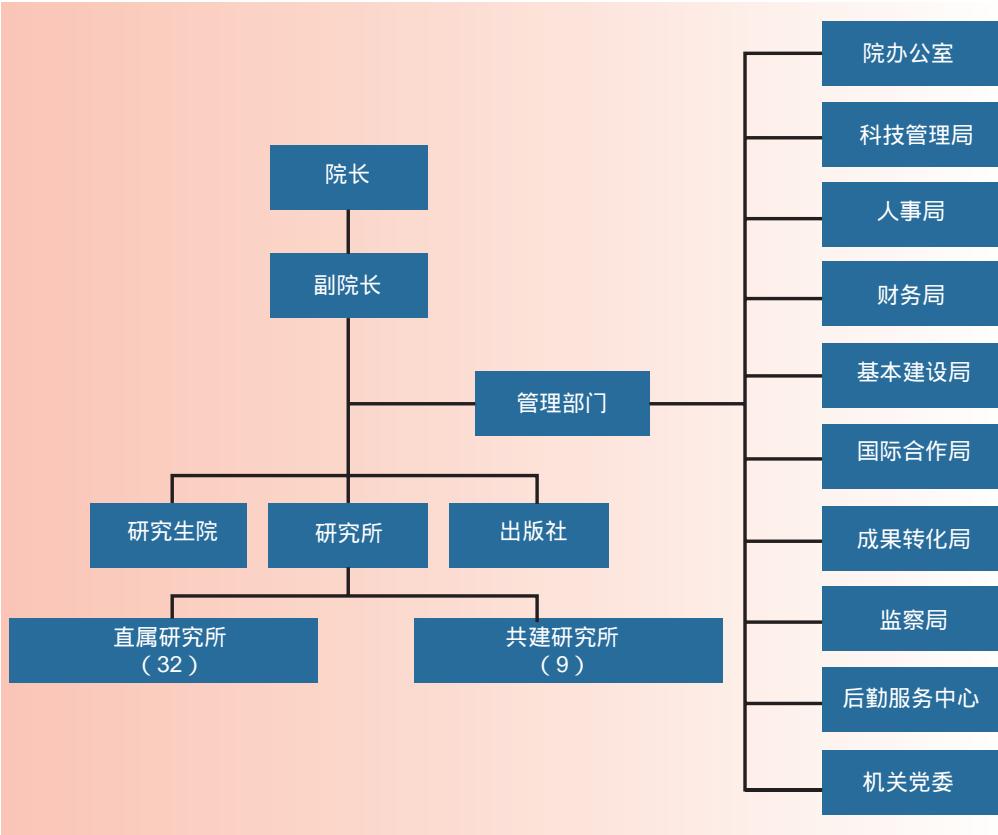 院长
副院长
管理部门
研究生院
研究所
出版社
直属研究所
（32）
共建研究所
（9）
院办公室
科技管理局
人事局
财务局
基本建设局
国际合作局
成果转化局
监察局
后勤服务中心
机关党委